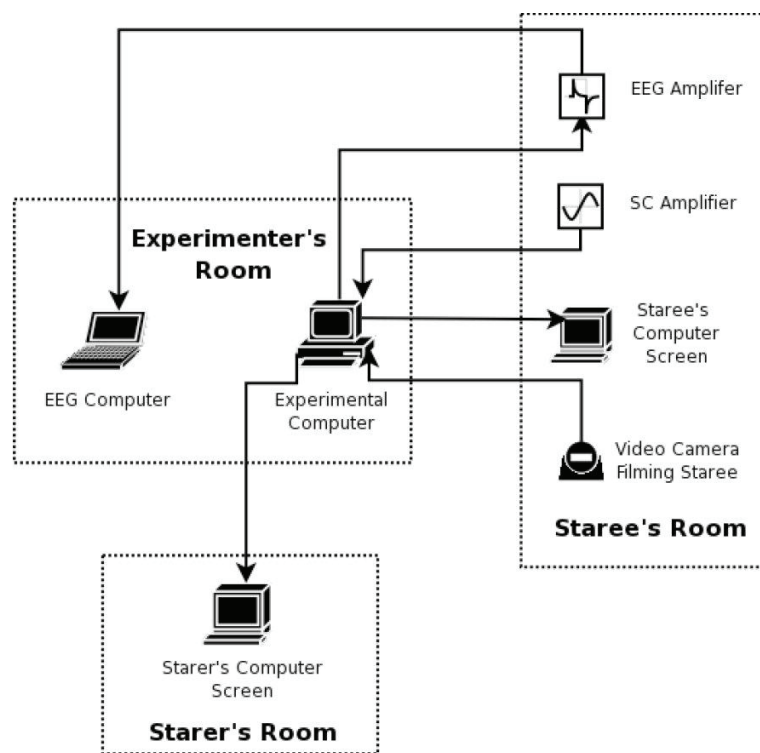 EEG Amplifer
SC Amplifier
Experimenter's
Room
Staree's
Computer
Screen
EEG Computer
Experimental
Computer
Video Camera
Filming Staree
Staree's Room
Starer's Computer
Screen
Starer's Room